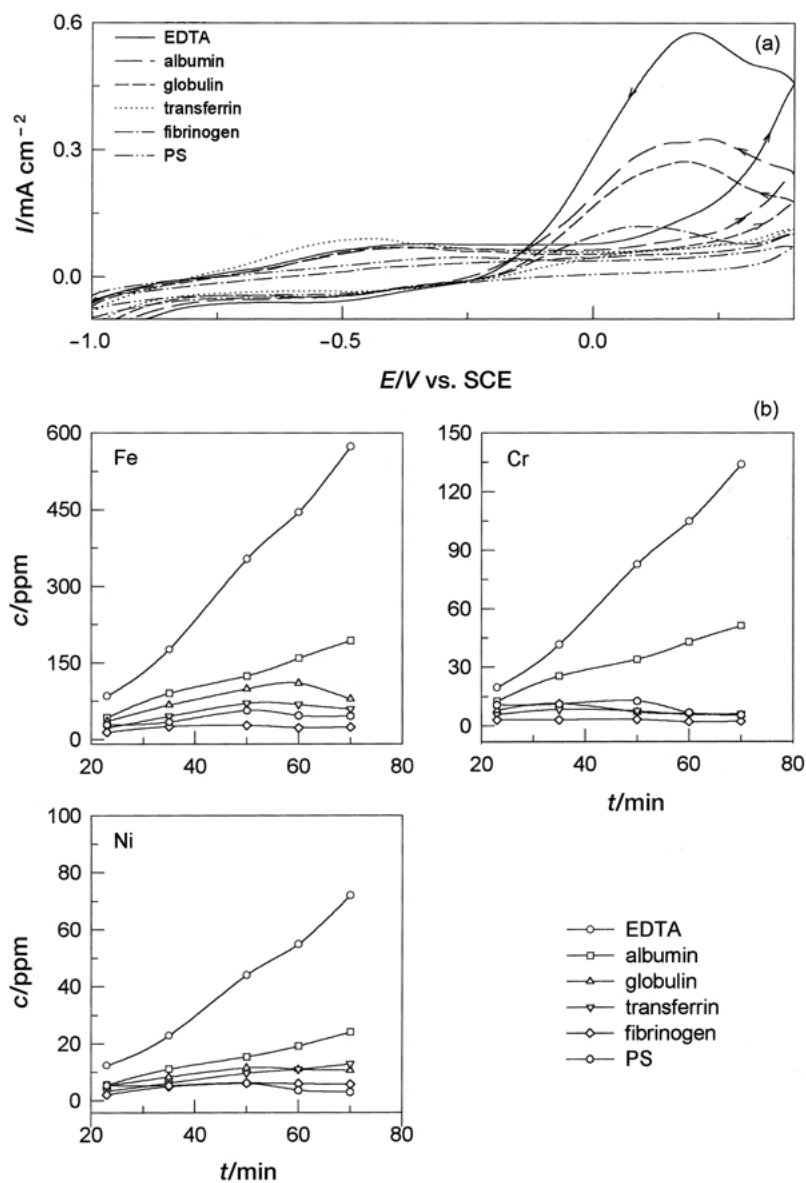 (a)
0.6
0.3
0.0
I/mA cm⁻²
EDTA
albumin
globulin
transferrin
fibrinogen
PS
−1.0
−0.5
0.0
E/V vs. SCE
(b)
Fe
600
450
300
150
0
c/ppm
20
40
60
80
Cr
150
120
90
60
30
0
c/ppm
20
40
60
80
t/min
Ni
100
80
60
40
20
0
c/ppm
20
40
60
80
t/min
EDTA
albumin
globulin
transferrin
fibrinogen
PS